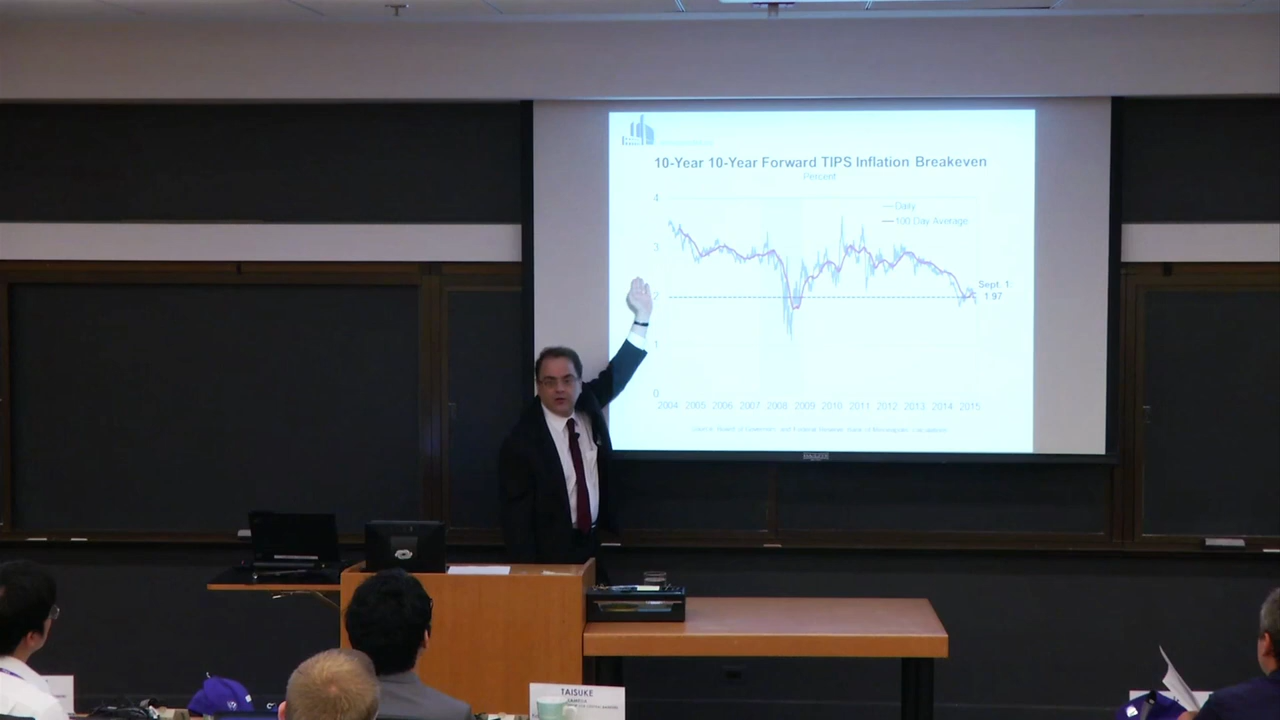 10-Year 10-Year Forward TIPS Inflation Breakeven
Percent
4
Daily
100 Day Average
3
Sept. 1:
1.97
2
1
0
2004 2005 2006 2007 2008 2009 2010 2011 2012 2013 2014 2015
TAISUKE